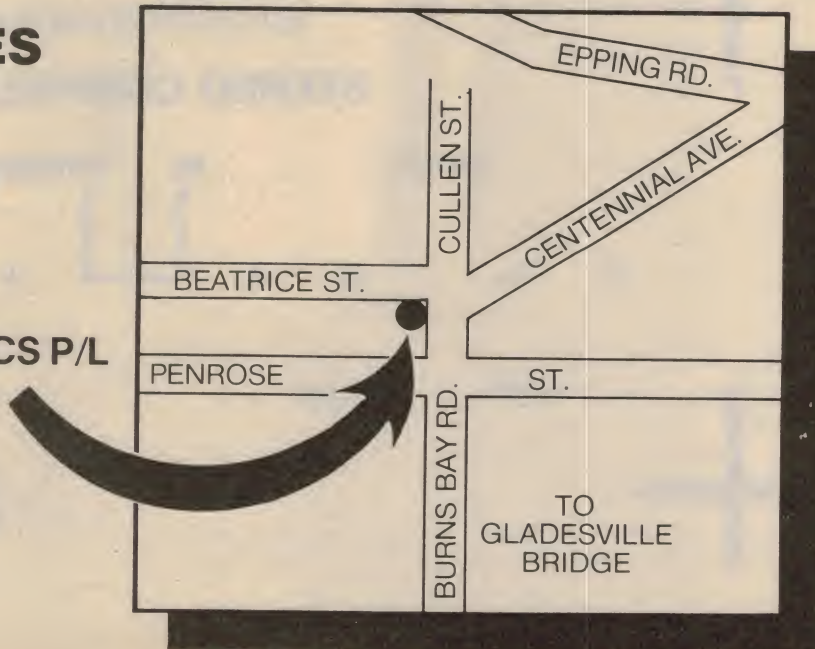 ES
EPPING RD.
CULLEN ST.
CENTENNIAL AVE.
BEATRICE ST.
CS P/L
PENROSE ST.
BURNS BAY RD.
TO
GLADESVILLE
BRIDGE